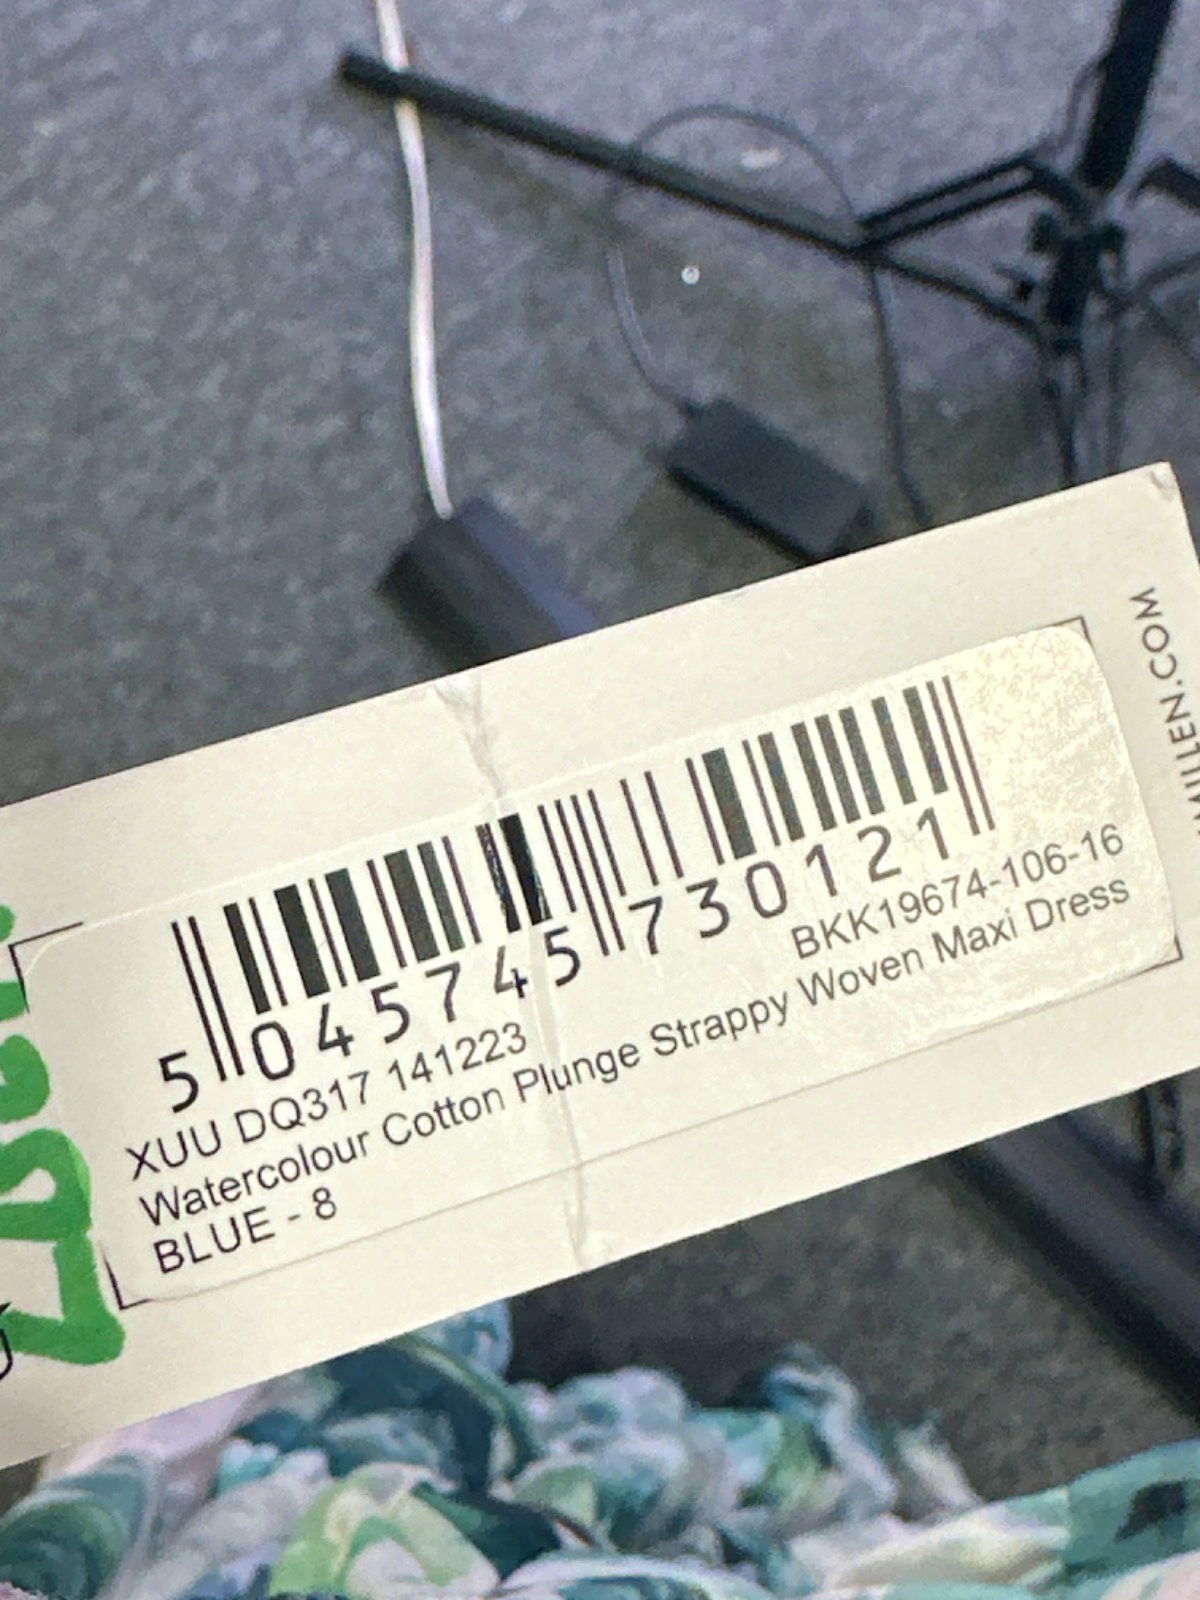 MILLEN.COM
5 045745 730121
BKK19674-106-16
XUU DQ317 141223
Watercolour Cotton Plunge Strappy Woven Maxi Dress
BLUE - 8